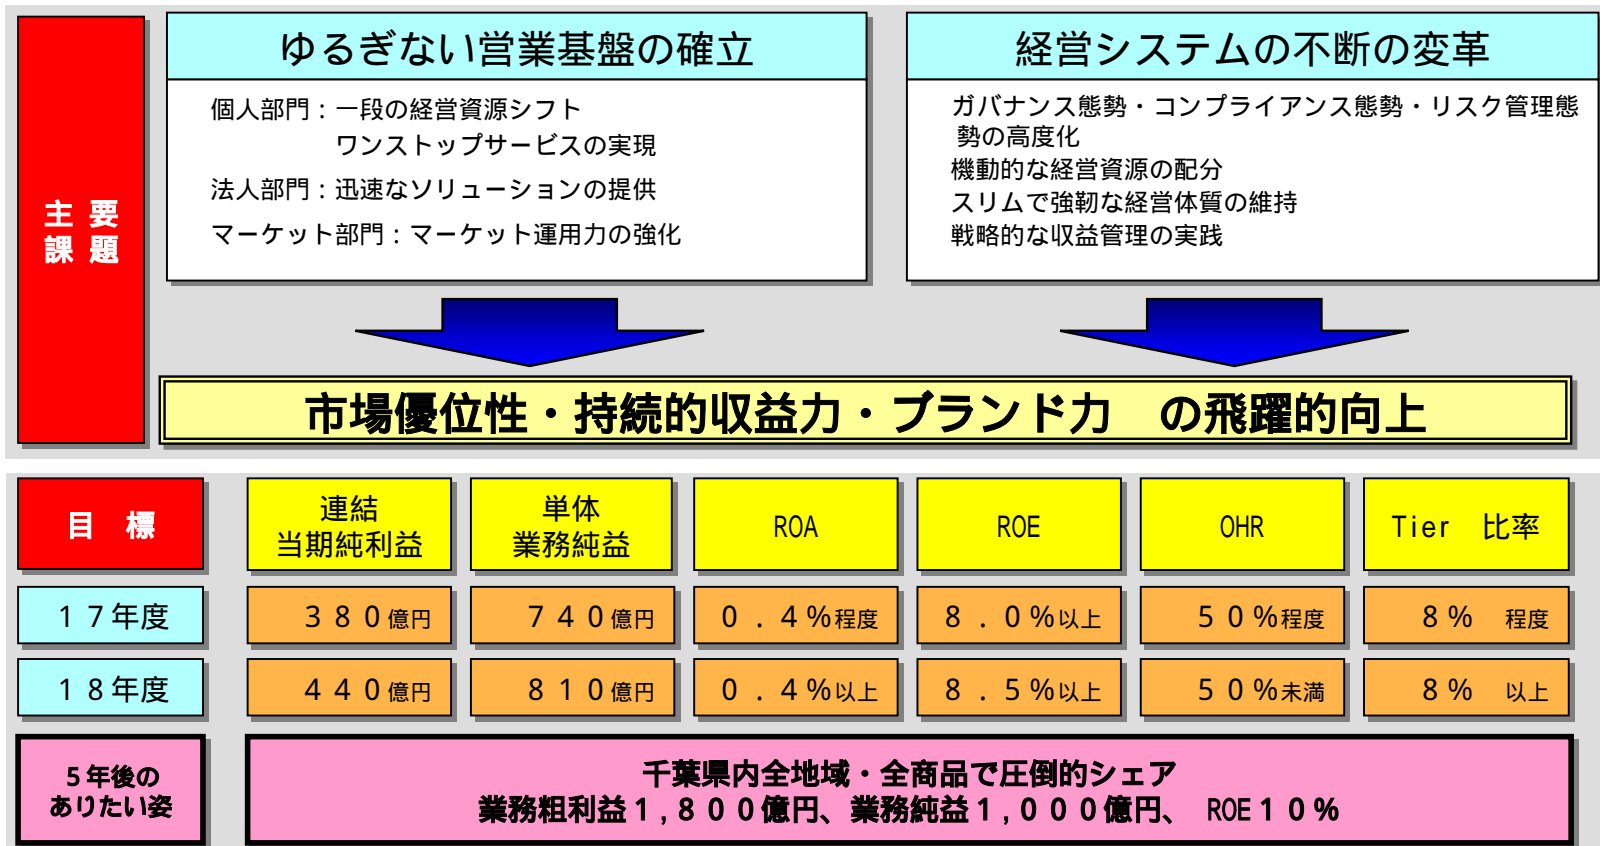 主 要
課 題
ゆるぎない営業基盤の確立
個人部門：一段の経営資源シフト
ワンストップサービスの実現
法人部門：迅速なソリューションの提供
マーケット部門：マーケット運用力の強化
経営システムの不断の変革
ガバナンス態勢・コンプライアンス態勢・リスク管理態
勢の高度化
機動的な経営資源の配分
スリムで強靭な経営体質の維持
戦略的な収益管理の実践
市場優位性・持続的収益力・ブランド力　の飛躍的向上
目　標
連結
当期純利益
単体
業務純益
ROA
ROE
OHR
Tier　比率
１７年度
３８０億円
７４０億円
０．４％程度
８．０％以上
５０％程度
８％　程度
１８年度
４４０億円
８１０億円
０．４％以上
８．５％以上
５０％未満
８％　以上
５年後の
ありたい姿
千葉県内全地域・全商品で圧倒的シェア
業務粗利益１,８００億円、業務純益１,０００億円、 ROE１０％